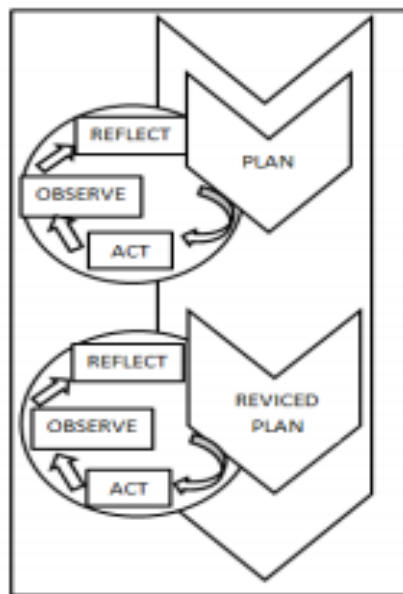 REFLECT
PLAN
OBSERVE
ACT
REFLECT
REVICED
PLAN
OBSERVE
ACT